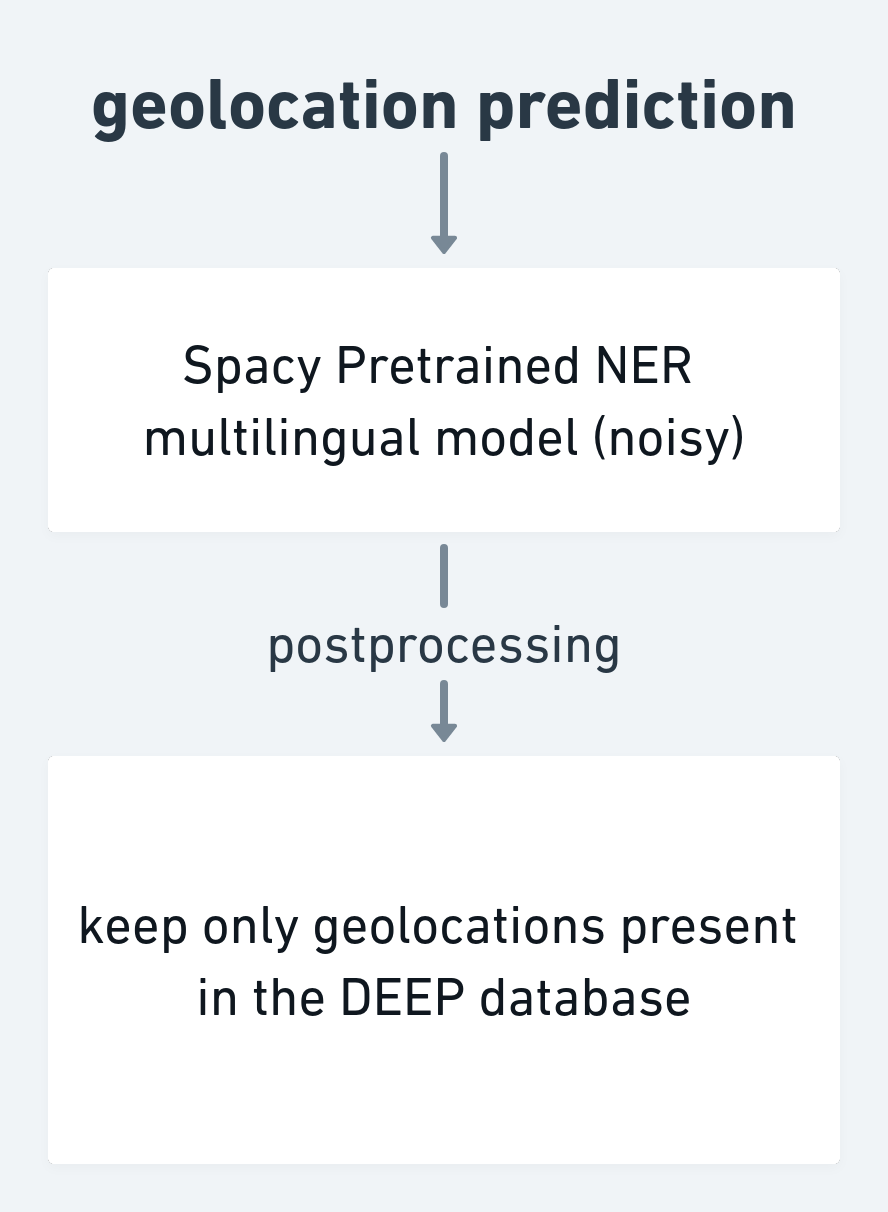 geolocation prediction
Spacy Pretrained NER
multilingual model (noisy)
postprocessing
keep only geolocations present
in the DEEP database